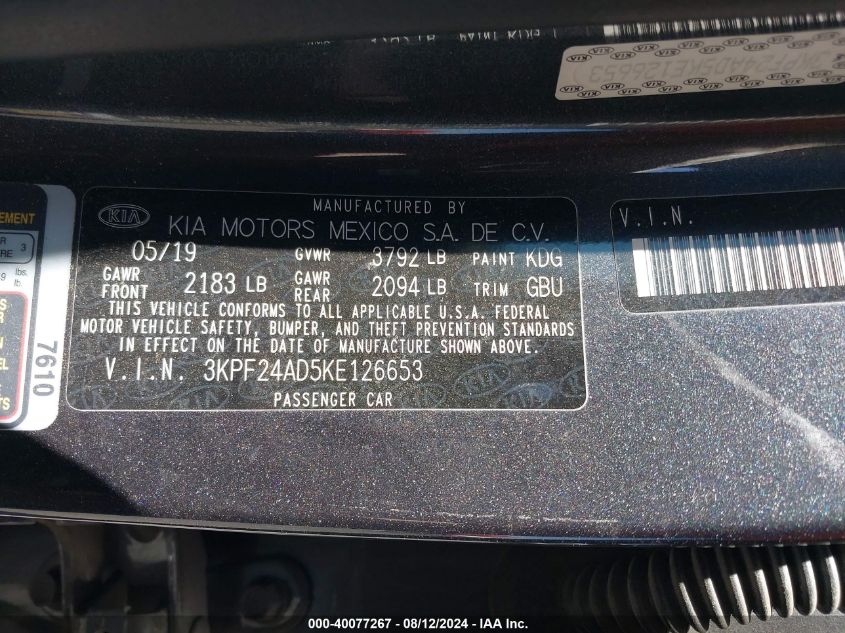 MANUFACTURED BY
KIA KIA MOTORS MEXICO S.A. DE C.V.
05/19 GVWR 3792 LB PAINT KDG
GAWR FRONT 2183 LB GAWR REAR 2094 LB TRIM GBU
THIS VEHICLE CONFORMS TO ALL APPLICABLE U.S.A. FEDERAL
MOTOR VEHICLE SAFETY, BUMPER, AND THEFT PREVENTION STANDARDS
IN EFFECT ON THE DATE OF MANUFACTURE SHOWN ABOVE.
V.I.N. 3KPF24AD5KE126653
PASSENGER CAR
V.I.N.
7610
000-40077267 - 08/12/2024 - IAA Inc.